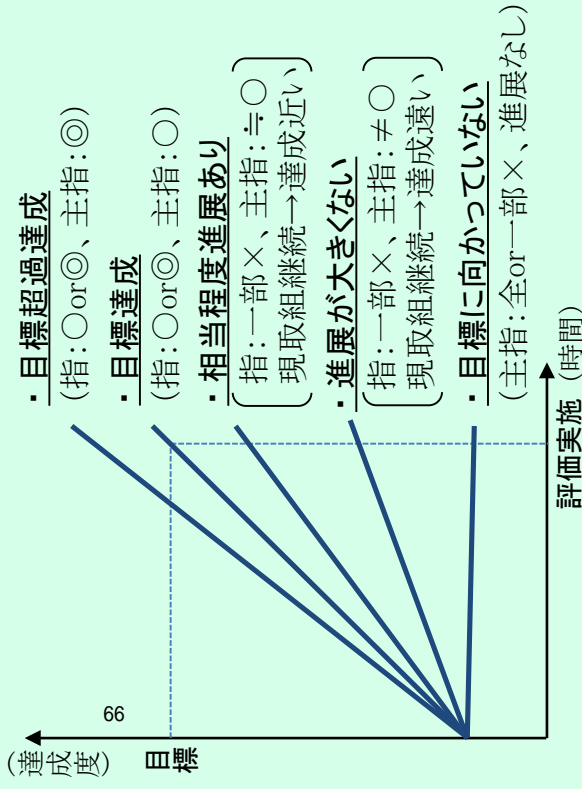 ・目標超過達成
(指:○or◎、主指:◎)
・目標達成
(指:○or◎、主指:○)
・相当程度進展あり
指:一部×、主指:≒○
現取組継続→達成近い
・進展が大きくない
指:一部×、主指:≠○
現取組継続→達成遠い
・目標に向かっていない
(主指:全or一部×、進展なし)
(達成度)
66
目標
評価実施
(時間)